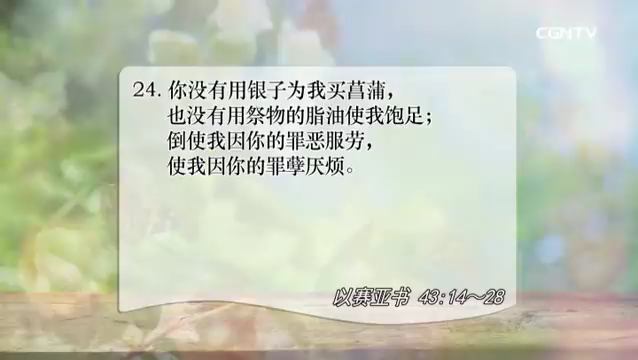 CGNTV
24. 你没有用银子为我买菖蒲，
也没有用祭物的脂油使我饱足；
倒使我因你的罪恶服劳，
使我因你的罪孽厌烦。
以赛亚书 43:14～28